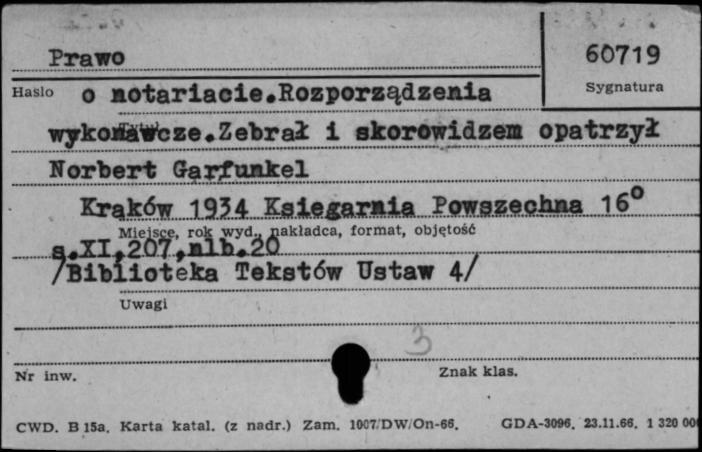 Prawo
60719
Sygnatura
Hasło o notariacie.Rozporządzenia
wykonawcze.Zebrał i skorowidzem opatrzył
Norbert Garfunkel
Kraków 1934 Księgarnia Powszechna 16°
Miejsce, rok wyd., nakładca, format, objętość
s.XI,207,nlb.20
/Biblioteka Tekstów Ustaw 4/
Uwagi
3
Nr inw.
Znak klas.
CWD. B 15a. Karta katal. (z nadr.) Zam. 1007/DW/On-66. GDA-3096. 23.11.66. 1 320 000